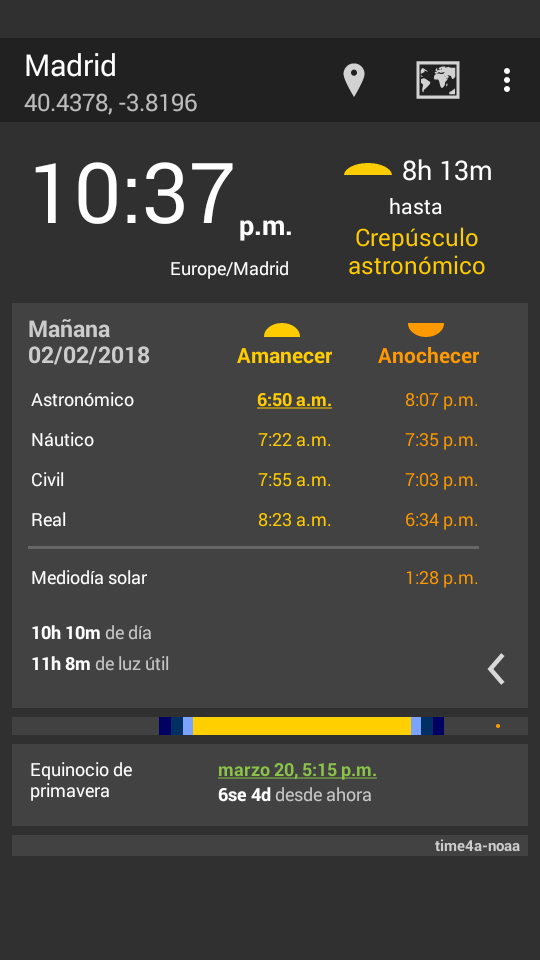 Madrid
40.4378, -3.8196
10:37 p.m.
Europe/Madrid
8h 13m
hasta
Crepúsculo
astronómico
Mañana
02/02/2018
Amanecer
Anochecer
Astronómico 6:50 a.m. 8:07 p.m.
Náutico 7:22 a.m. 7:35 p.m.
Civil 7:55 a.m. 7:03 p.m.
Real 8:23 a.m. 6:34 p.m.
Mediodía solar 1:28 p.m.
10h 10m de día
11h 8m de luz útil
Equinocio de
primavera
marzo 20, 5:15 p.m.
6se 4d desde ahora
time4a-noaa